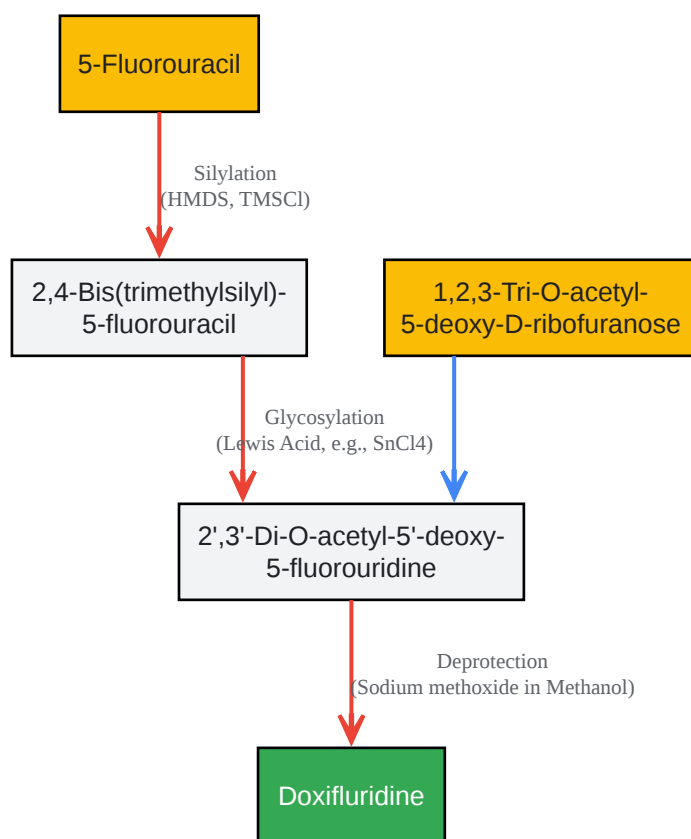 5-Fluorouracil
Silylation
(HMDS, TMSCl)
2,4-Bis(trimethylsilyl)-
5-fluorouracil
1,2,3-Tri-O-acetyl-
5-deoxy-D-ribofuranose
Glycosylation
(Lewis Acid, e.g., SnCl4)
2',3'-Di-O-acetyl-5'-deoxy-
5-fluorouridine
Deprotection
(Sodium methoxide in Methanol)
Doxifluridine